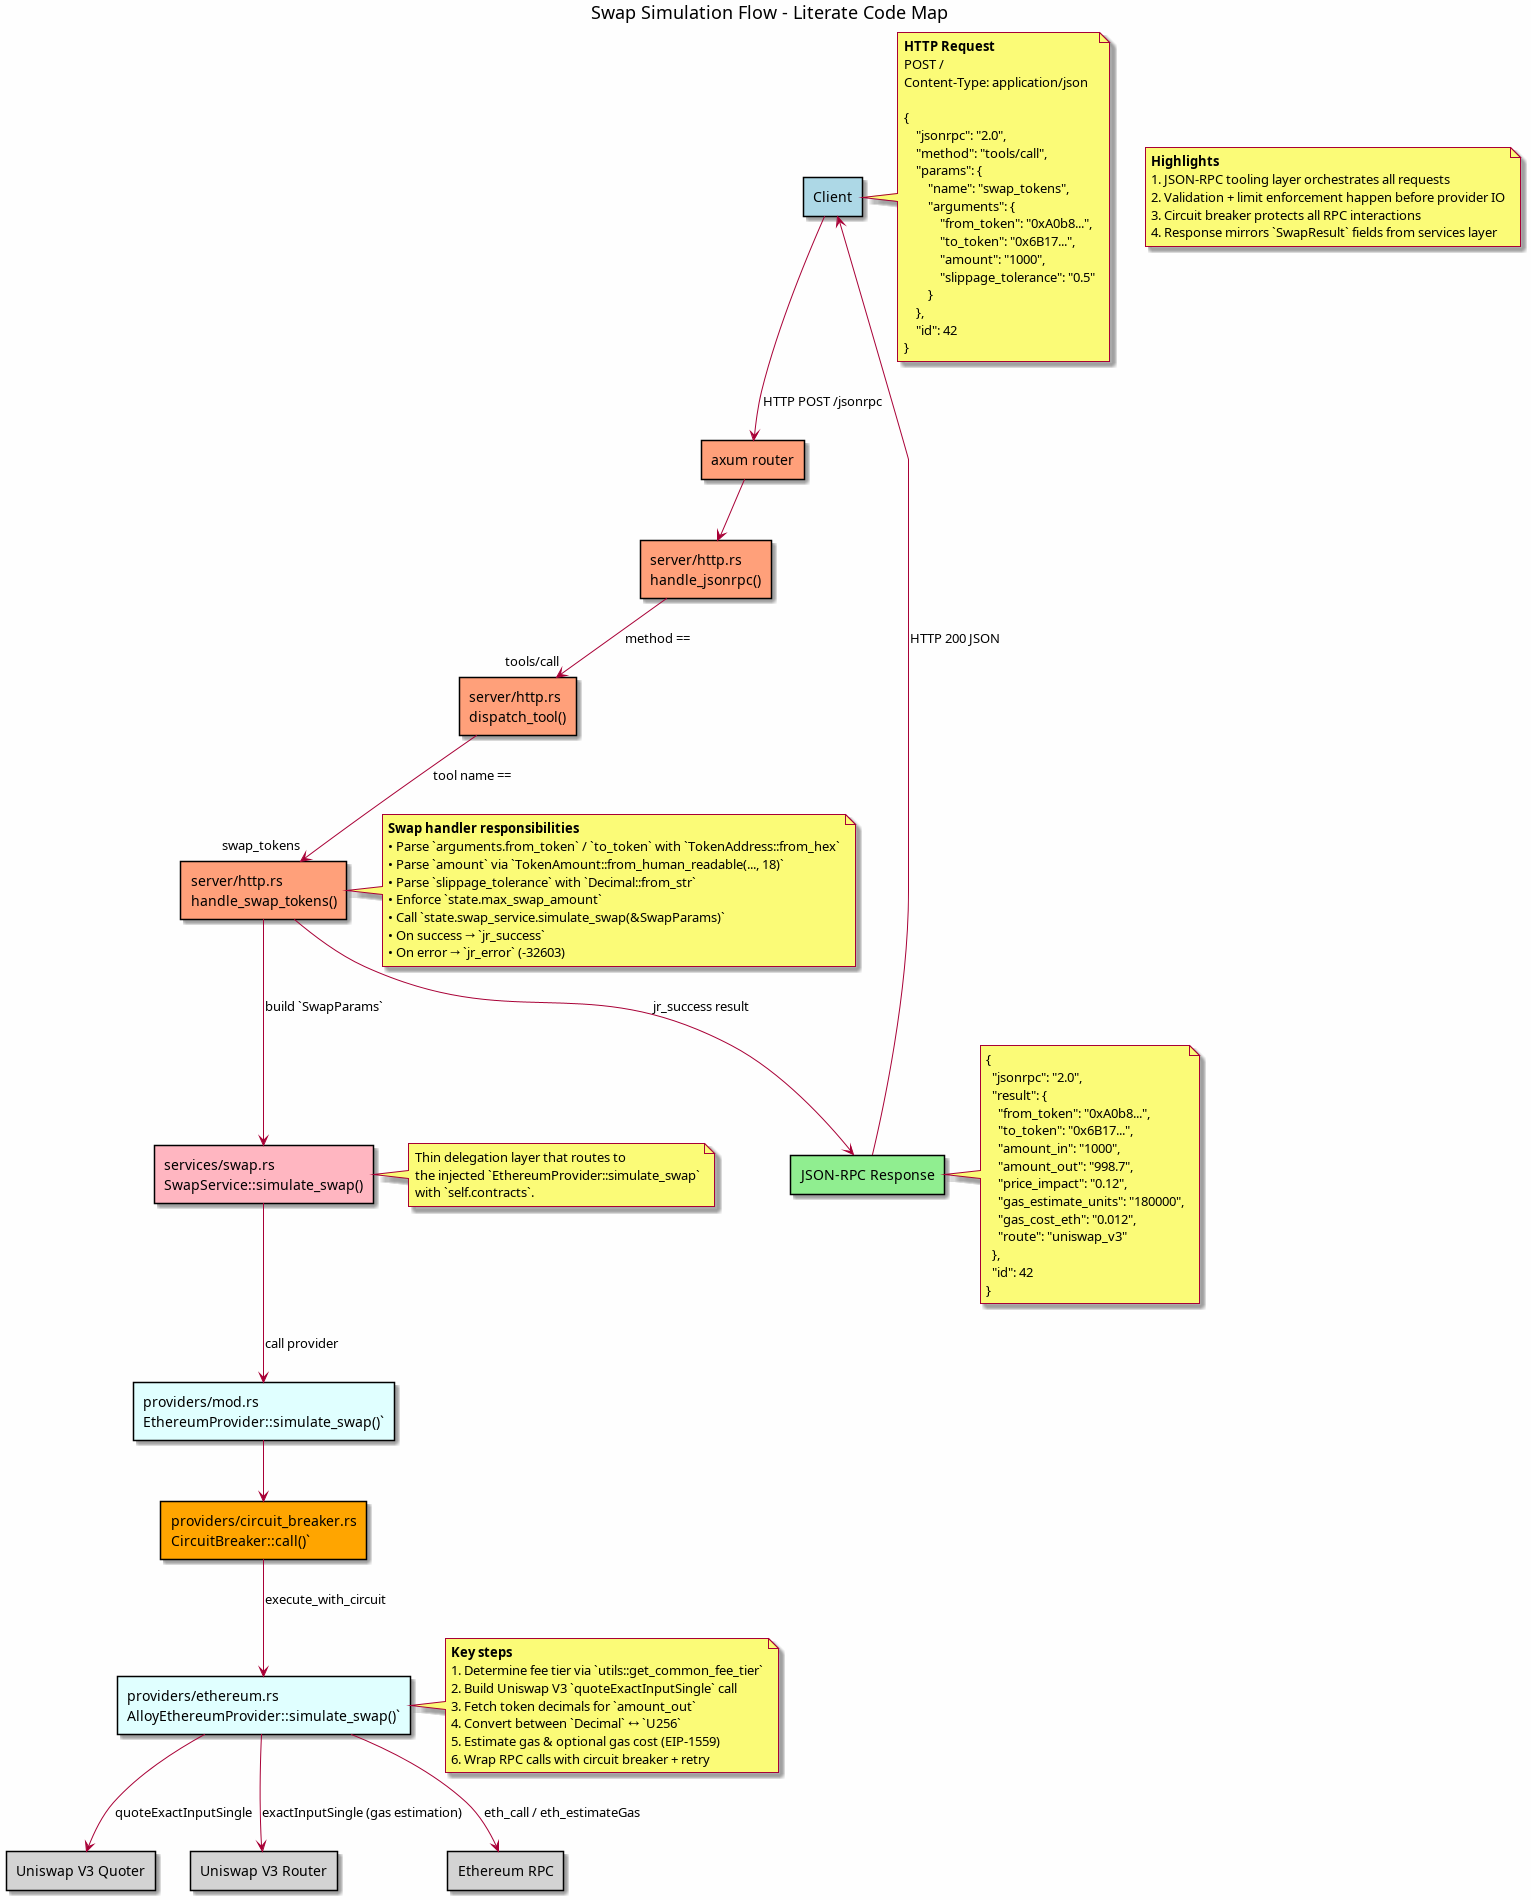 Swap Simulation Flow - Literate Code Map
HTTP Request
POST /
Content-Type: application/json
{
"jsonrpc": "2.0",
"method": "tools/call",
"params": {
"name": "swap_tokens",
"arguments": {
"from_token": "0xA0b8...",
"to_token": "0x6B17...",
"amount": "1000",
"slippage_tolerance": "0.5"
}
},
"id": 42
}
Highlights
1. JSON-RPC tooling layer orchestrates all requests
2. Validation + limit enforcement happen before provider IO
3. Circuit breaker protects all RPC interactions
4. Response mirrors `SwapResult` fields from services layer
Client
HTTP POST /jsonrpc
axum router
server/http.rs
handle_jsonrpc()
method ==
HTTP 200 JSON
tools/call
server/http.rs
dispatch_tool()
tool name ==
swap_tokens
server/http.rs
handle_swap_tokens()
Swap handler responsibilities
• Parse `arguments.from_token` / `to_token` with `TokenAddress::from_hex`
• Parse `amount` via `TokenAmount::from_human_readable(..., 18)`
• Parse `slippage_tolerance` with `Decimal::from_str`
• Enforce `state.max_swap_amount`
• Call `state.swap_service.simulate_swap(&SwapParams)`
• On success → `jr_success`
• On error → `jr_error` (-32603)
build `SwapParams`
jr_success result
services/swap.rs
SwapService::simulate_swap()
Thin delegation layer that routes to
the injected `EthereumProvider::simulate_swap`
with `self.contracts`.
JSON-RPC Response
{
"jsonrpc": "2.0",
"result": {
"from_token": "0xA0b8...",
"to_token": "0x6B17...",
"amount_in": "1000",
"amount_out": "998.7",
"price_impact": "0.12",
"gas_estimate_units": "180000",
"gas_cost_eth": "0.012",
"route": "uniswap_v3"
},
"id": 42
}
call provider
providers/mod.rs
EthereumProvider::simulate_swap()`
providers/circuit_breaker.rs
CircuitBreaker::call()`
execute_with_circuit
providers/ethereum.rs
AlloyEthereumProvider::simulate_swap()`
Key steps
1. Determine fee tier via `utils::get_common_fee_tier`
2. Build Uniswap V3 `quoteExactInputSingle` call
3. Fetch token decimals for `amount_out`
4. Convert between `Decimal` ↔ `U256`
5. Estimate gas & optional gas cost (EIP-1559)
6. Wrap RPC calls with circuit breaker + retry
quoteExactInputSingle
exactInputSingle (gas estimation)
eth_call / eth_estimateGas
Uniswap V3 Quoter
Uniswap V3 Router
Ethereum RPC